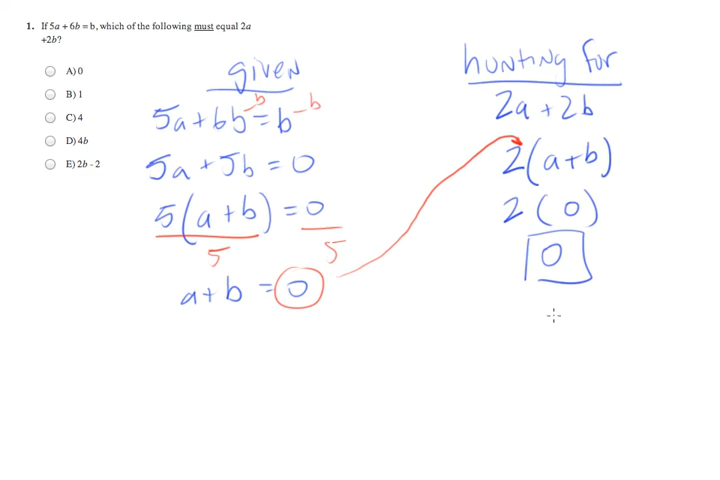 1. If 5a + 6b = b, which of the following must equal 2a
+2b?
A) 0
B) 1
C) 4
D) 4b
E) 2b - 2
given
-b -b
5a + 6b = b
5a + 5b = 0
5(a + b) = 0
5 5
a + b = 0
hunting for
2a + 2b
2(a + b)
2(0)
0